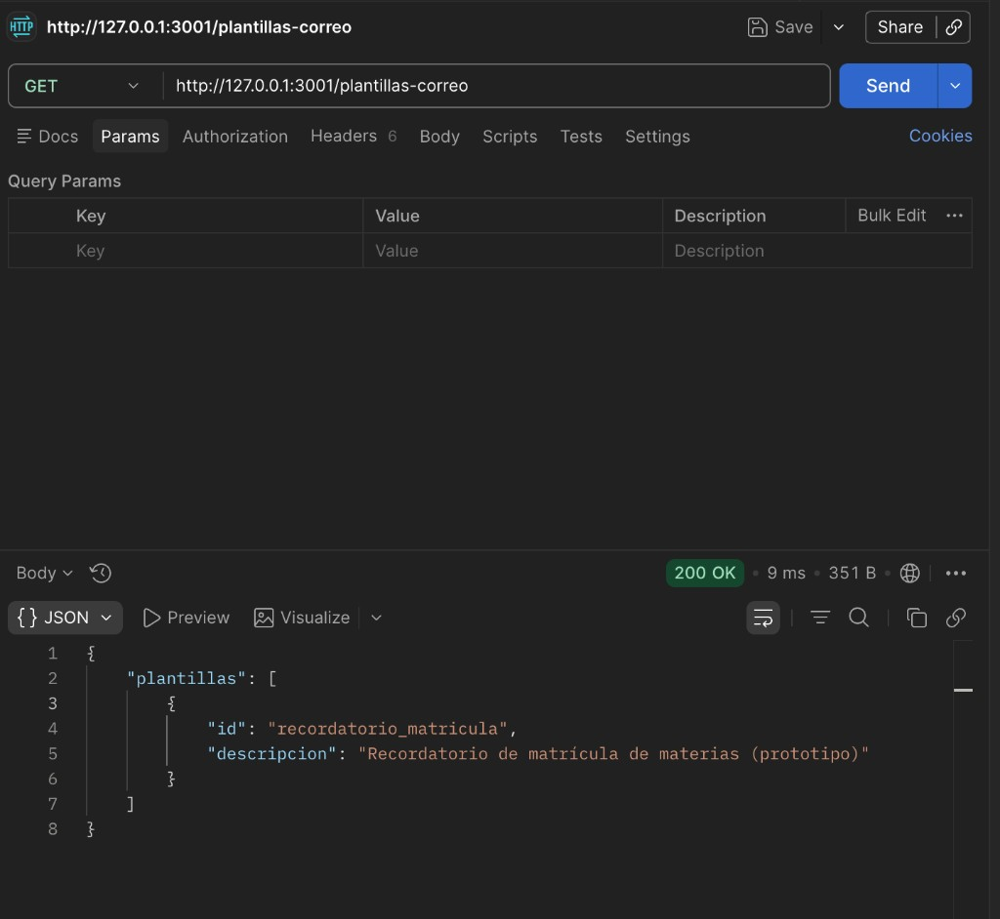 HTTP http://127.0.0.1:3001/plantillas-correo Save Share
GET http://127.0.0.1:3001/plantillas-correo Send
Docs Params Authorization Headers 6 Body Scripts Tests Settings Cookies
Query Params
Key Value Description Bulk Edit ···
Key Value Description
Body 200 OK • 9 ms • 351 B • ···
{} JSON Preview Visualize
1 {
2 "plantillas": [
3 {
4 "id": "recordatorio_matricula",
5 "descripcion": "Recordatorio de matrícula de materias (prototipo)"
6 }
7 ]
8 }